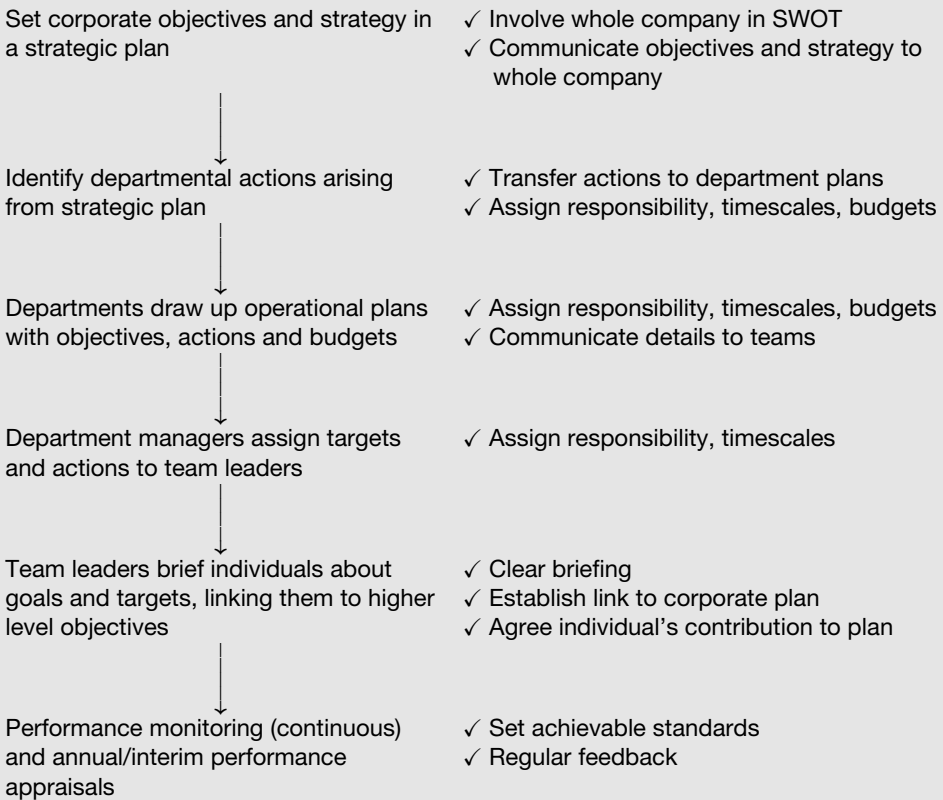 Set corporate objectives and strategy in
a strategic plan
✓ Involve whole company in SWOT
✓ Communicate objectives and strategy to
whole company
Identify departmental actions arising
from strategic plan
✓ Transfer actions to department plans
✓ Assign responsibility, timescales, budgets
Departments draw up operational plans
with objectives, actions and budgets
✓ Assign responsibility, timescales, budgets
✓ Communicate details to teams
Department managers assign targets
and actions to team leaders
✓ Assign responsibility, timescales
Team leaders brief individuals about
goals and targets, linking them to higher
level objectives
✓ Clear briefing
✓ Establish link to corporate plan
✓ Agree individual's contribution to plan
Performance monitoring (continuous)
and annual/interim performance
appraisals
✓ Set achievable standards
✓ Regular feedback